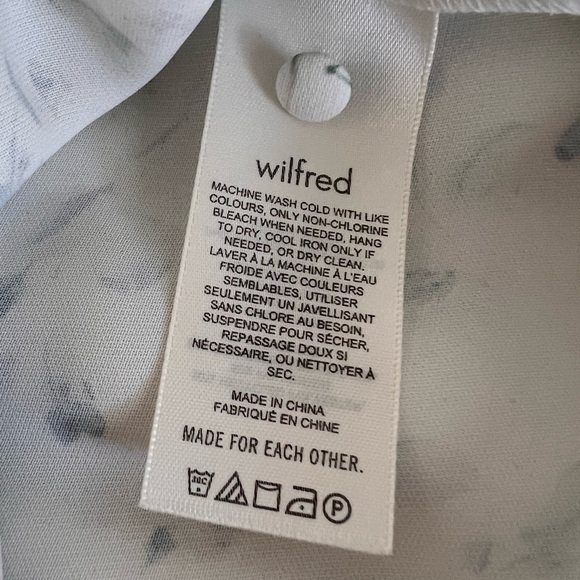 wilfred
MACHINE WASH COLD WITH LIKE
COLOURS, ONLY NON-CHLORINE
BLEACH WHEN NEEDED, HANG
TO DRY, COOL IRON ONLY IF
NEEDED, OR DRY CLEAN.
LAVER À LA MACHINE À L'EAU
FROIDE AVEC COULEURS
SEMBLABLES, UTILISER
SEULEMENT UN JAVELLISANT
SANS CHLORE AU BESOIN,
SUSPENDRE POUR SÉCHER,
REPASSAGE DOUX SI
NÉCESSAIRE, OU NETTOYER À
SEC.
MADE IN CHINA
FABRIQUÉ EN CHINE
MADE FOR EACH OTHER.
P